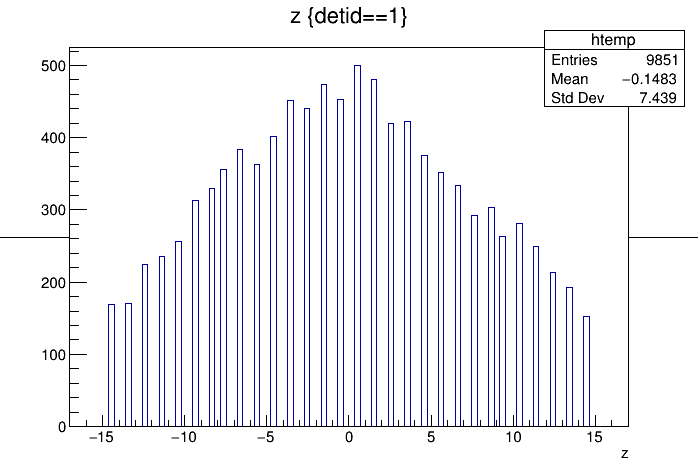 z {detid==1}
htemp
Entries 9851
Mean −0.1483
Std Dev 7.439
500
400
300
200
100
0
−15 −10 −5 0 5 10 15
z